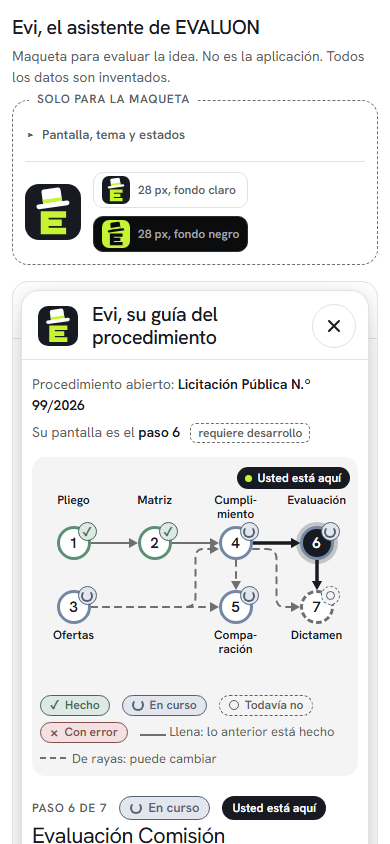 Evi, el asistente de EVALUON
Maqueta para evaluar la idea. No es la aplicación. Todos
los datos son inventados.
SOLO PARA LA MAQUETA
▸ Pantalla, tema y estados
E
E 28 px, fondo claro
E 28 px, fondo negro
E
Evi, su guía del
procedimiento
Procedimiento abierto: Licitación Pública N.º
99/2026
Su pantalla es el paso 6 requiere desarrollo
Usted está aquí
Pliego Matriz Cumpli-
miento Evaluación
1 2 4 6
3 5 7
Ofertas Compa-
ración Dictamen
Hecho En curso Todavía no
Con error Llena: lo anterior está hecho
De rayas: puede cambiar
PASO 6 DE 7 En curso Usted está aquí
Evaluación Comisión